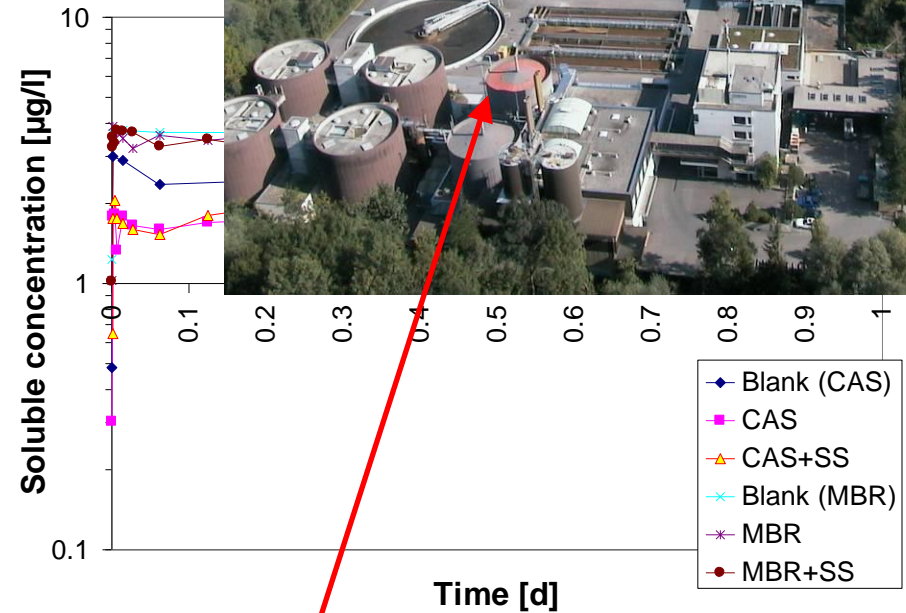 Soluble concentration [µg/l]
10
1
0.1
0
0.1
0.2
0.3
0.4
0.5
0.6
0.7
0.8
0.9
1
Time [d]
Blank (CAS)
CAS
CAS+SS
Blank (MBR)
MBR
MBR+SS